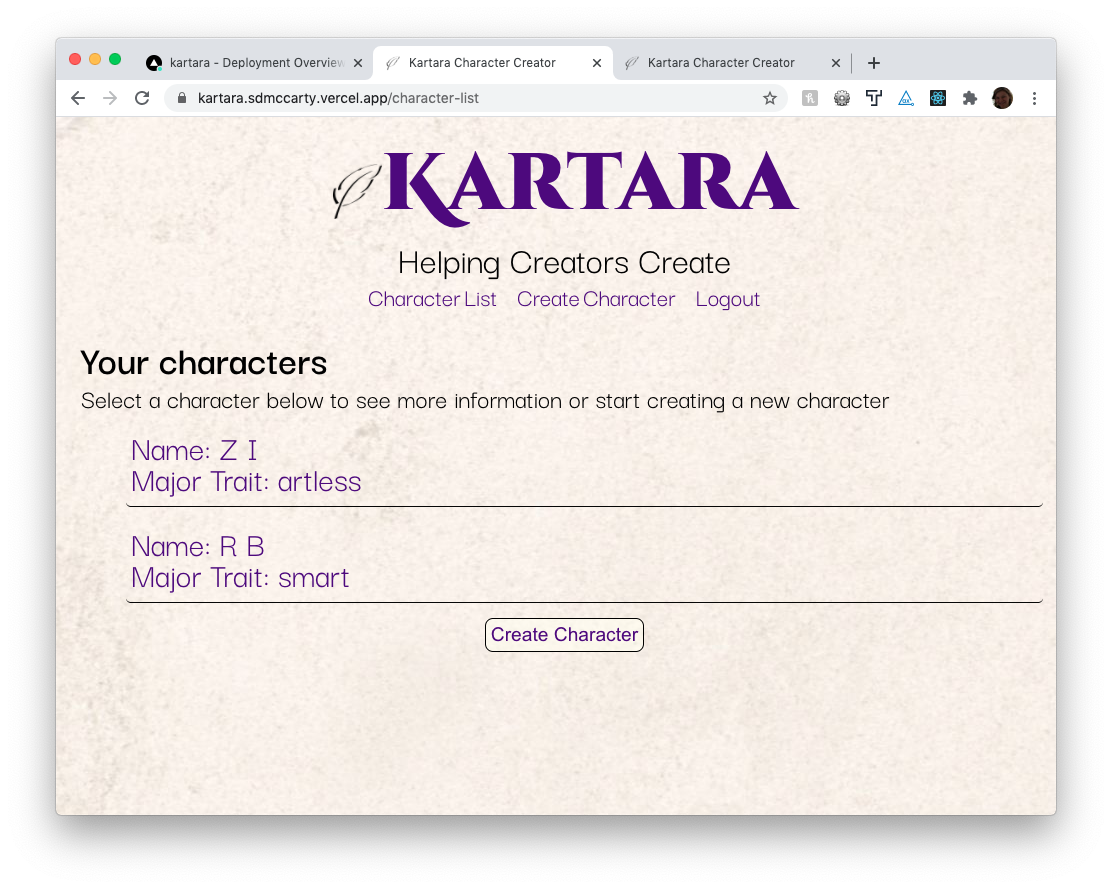 kartara - Deployment Overview
Kartara Character Creator
Kartara Character Creator
kartara.sdmccarty.vercel.app/character-list
KARTARA
Helping Creators Create
Character List Create Character Logout
Your characters
Select a character below to see more information or start creating a new character
Name: Z I
Major Trait: artless
Name: R B
Major Trait: smart
Create Character